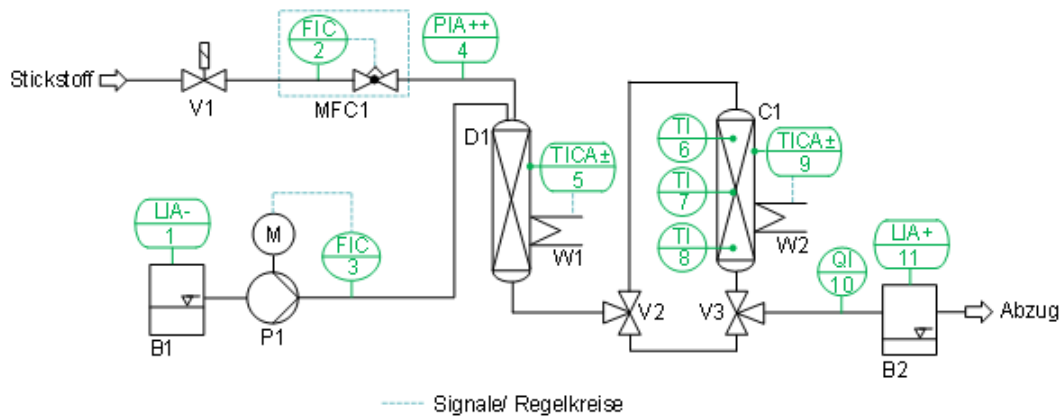 FIC
2
PIA++
4
Stickstoff
V1
MFC1
D1
C1
TI
6
TICA±
9
TICA±
5
TI
7
LIA-
1
M
FIC
3
TI
8
W1
W2
LIA+
11
QI
10
V2
V3
Abzug
B1
P1
B2
Signale/ Regelkreise